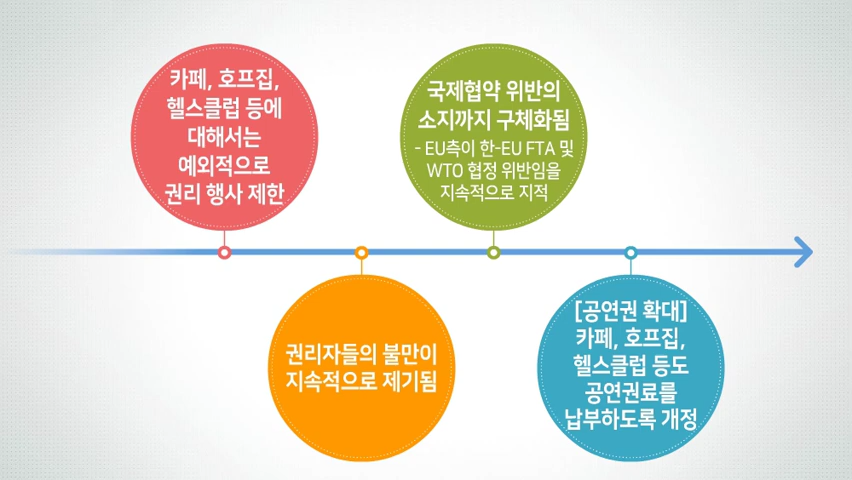 카페, 호프집,
헬스클럽 등에
대해서는
예외적으로
권리 행사 제한
권리자들의 불만이
지속적으로 제기됨
국제협약 위반의
소지까지 구체화됨
- EU측이 한-EU FTA 및
WTO 협정 위반임을
지속적으로 지적
[공연권 확대]
카페, 호프집,
헬스클럽 등도
공연권료를
납부하도록 개정